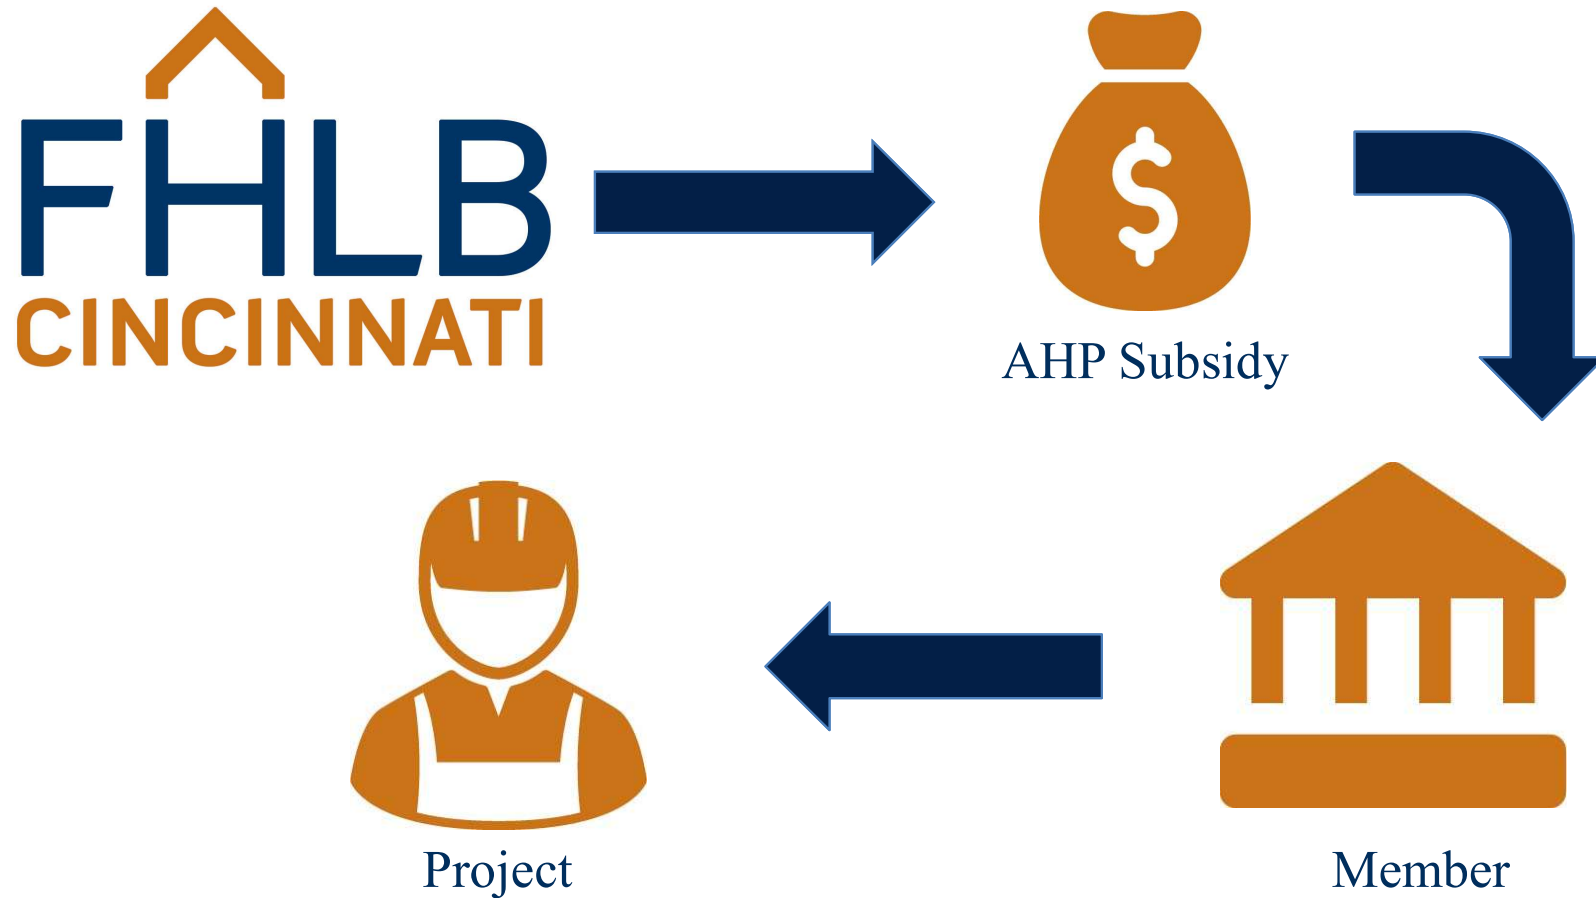 FHLB
CINCINNATI
$
AHP Subsidy
Project
Member